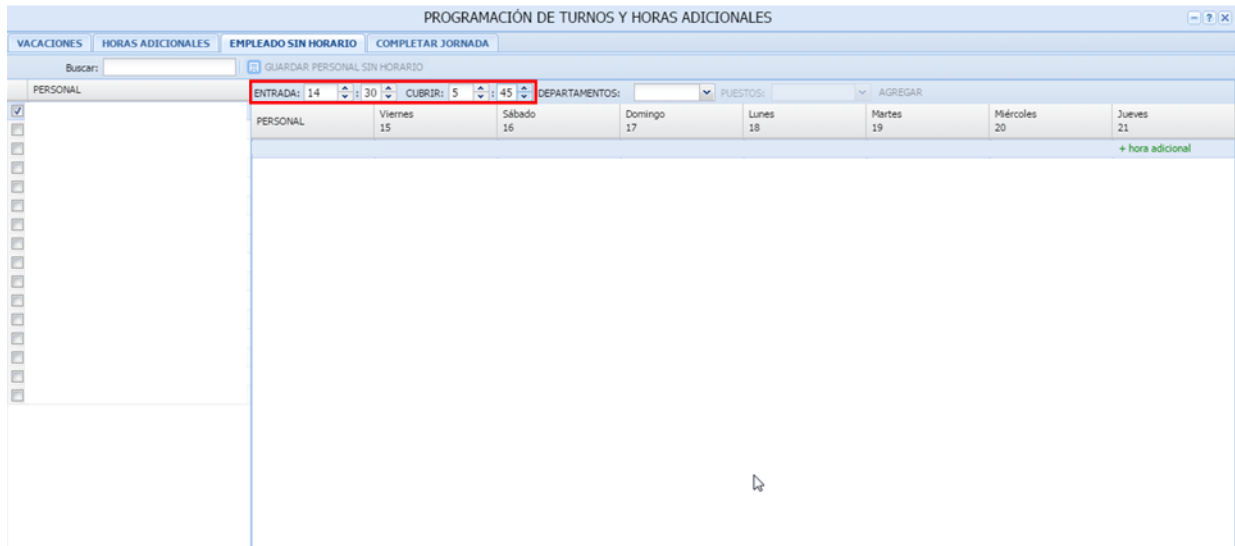 PROGRAMACIÓN DE TURNOS Y HORAS ADICIONALES
VACACIONES HORAS ADICIONALES EMPLEADO SIN HORARIO COMPLETAR JORNADA
Buscar: GUARDAR PERSONAL SIN HORARIO
PERSONAL ENTRADA: 14 : 30 CUBRIR: 5 : 45 DEPARTAMENTOS: PUESTOS: AGREGAR
PERSONAL Viernes Sábado Domingo Lunes Martes Miércoles Jueves
15 16 17 18 19 20 21
+ hora adicional